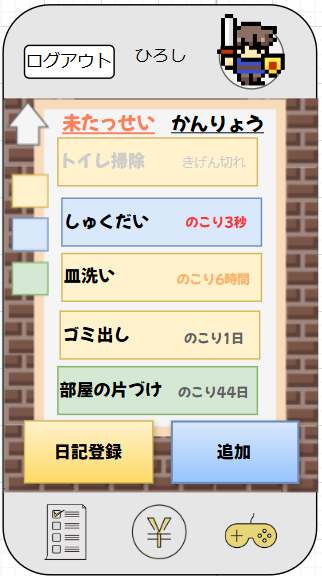 ログアウト ひろし
未たっせい かんりょう
トイレ掃除 きげん切れ
しゅくだい のこり3秒
皿洗い のこり6時間
ゴミ出し のこり1日
部屋の片づけ のこり44日
日記登録 追加
¥